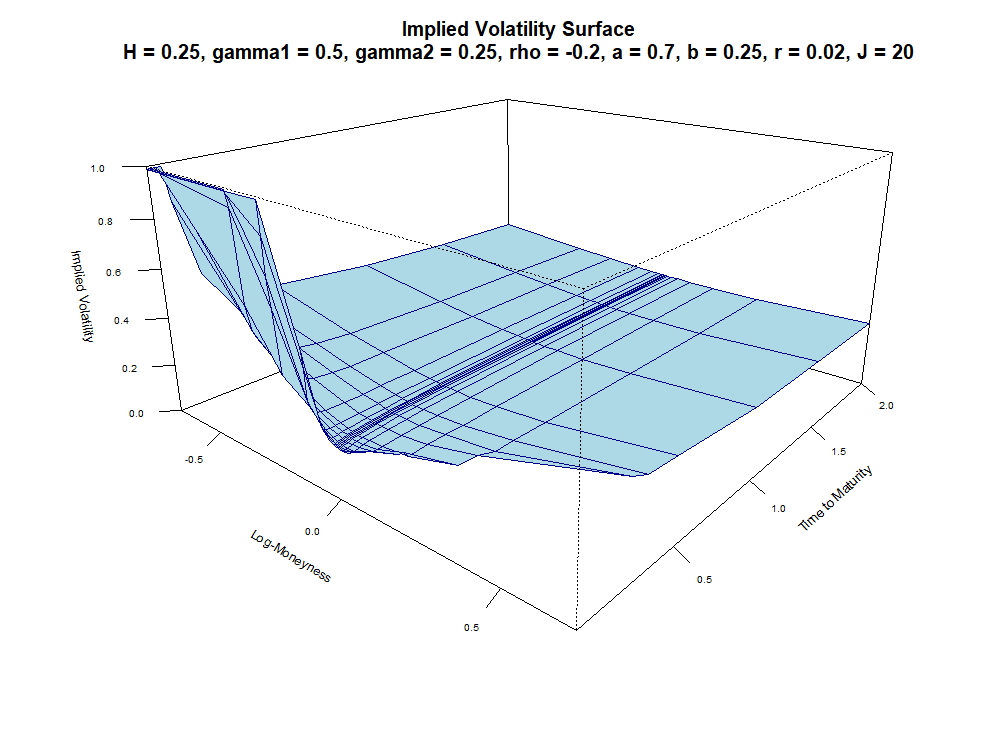 Implied Volatility Surface
H = 0.25, gamma1 = 0.5, gamma2 = 0.25, rho = -0.2, a = 0.7, b = 0.25, r = 0.02, J = 20
1.0
0.8
0.6
0.4
0.2
0.0
Implied Volatility
-0.5
0.0
0.5
Log-Moneyness
0.5
1.0
1.5
2.0
Time to Maturity